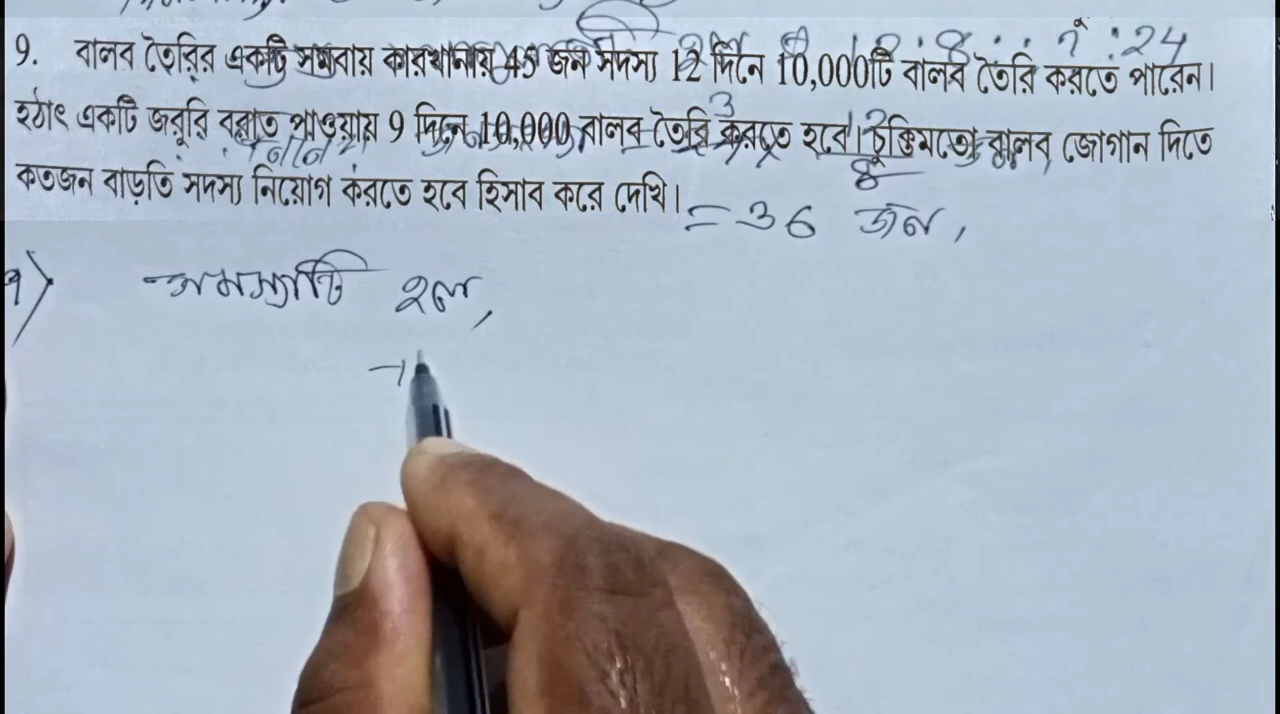 9. বালব তৈরির একটি সমবায় কারখানায় 45 জন সদস্য 12 দিনে 10,000টি বালব তৈরি করতে পারেন।
হঠাৎ একটি জরুরি বরাত পাওয়ায় 9 দিনে 10,000 বালব তৈরি করতে হবে। চুক্তিমতো বালব জোগান দিতে
কতজন বাড়তি সদস্য নিয়োগ করতে হবে হিসাব করে দেখি।
= 36 জন,
৭) সমস্যাটি হল,